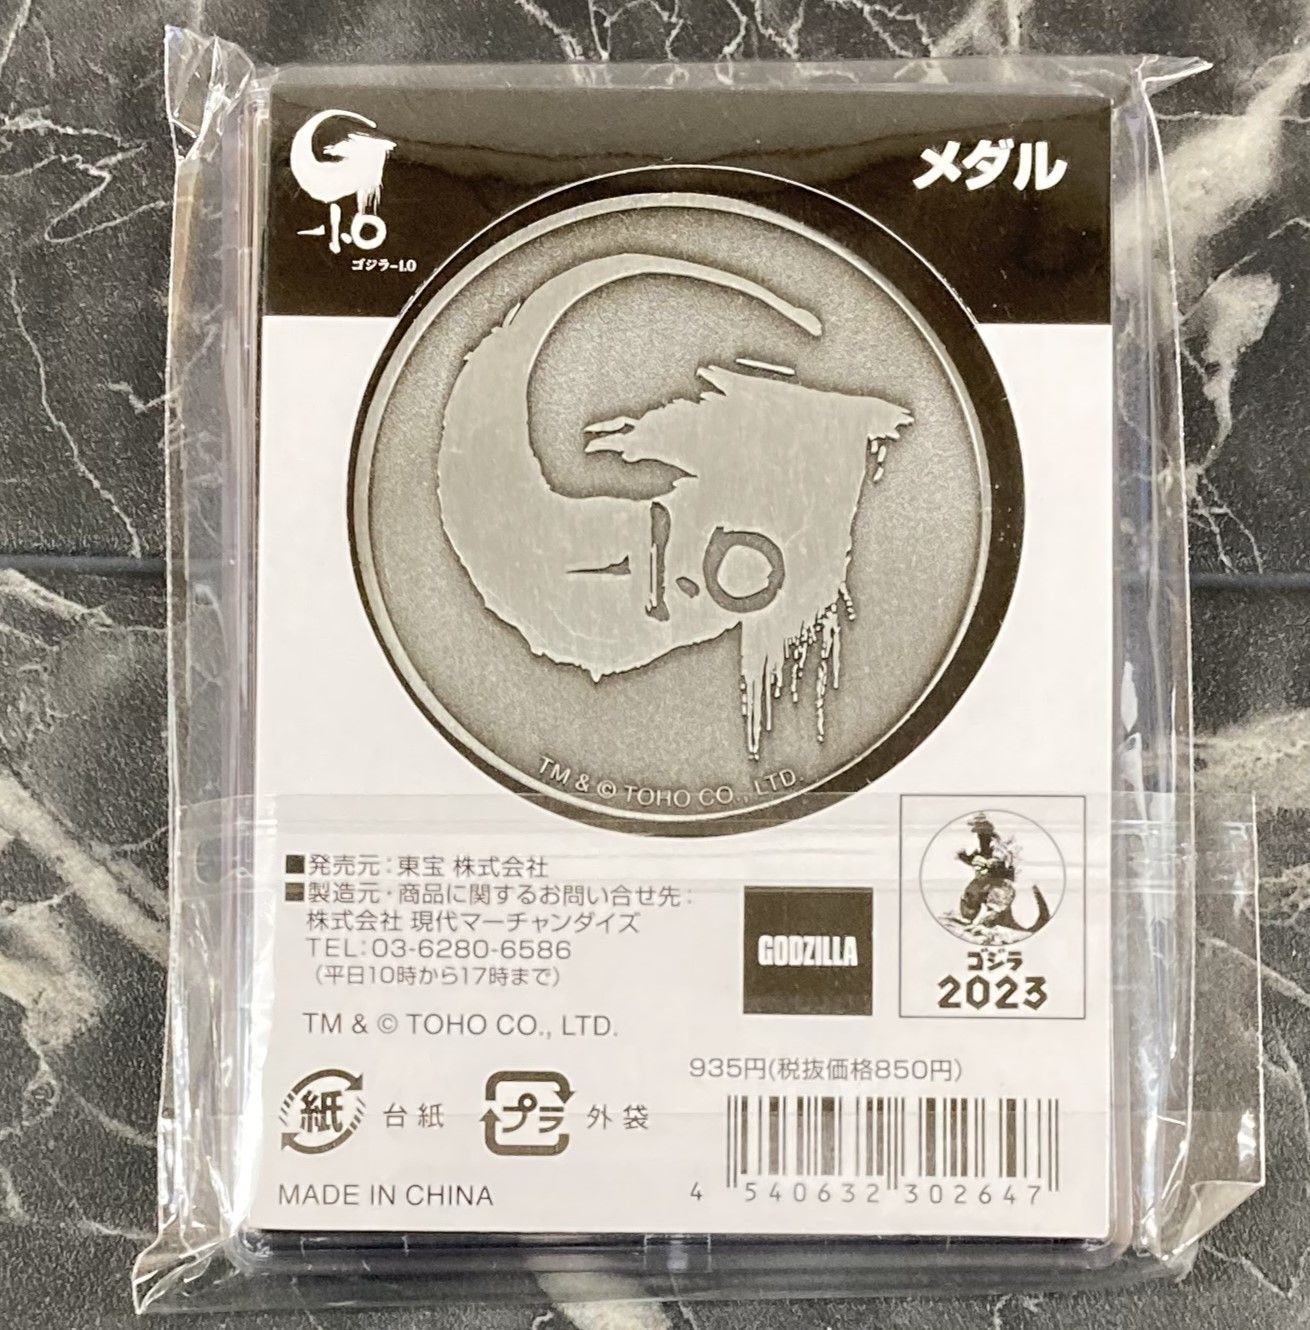 G
-1.0
ゴジラ-1.0
メダル
G
-1.0
TM & © TOHO CO., LTD.
■発売元:東宝 株式会社
■製造元・商品に関するお問い合せ先:
株式会社 現代マーチャンダイズ
TEL:03-6280-6586
(平日10時から17時まで)
TM & © TOHO CO., LTD.
GODZILLA
ゴジラ
2023
紙 台紙
プラ 外袋
MADE IN CHINA
935円(税抜価格850円)
4 540632 302647